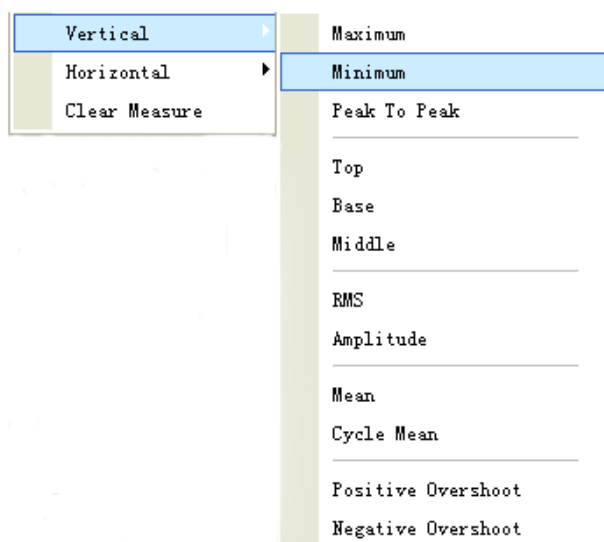 Vertical
Horizontal
Clear Measure
Maximum
Minimum
Peak To Peak
Top
Base
Middle
RMS
Amplitude
Mean
Cycle Mean
Positive Overshoot
Negative Overshoot